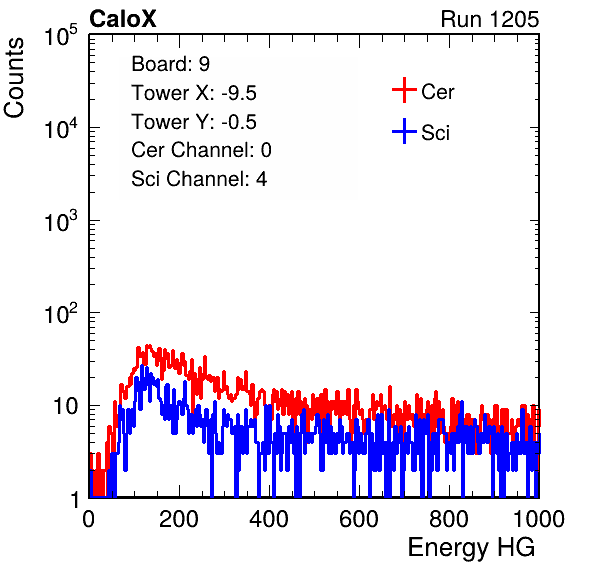 CaloX Run 1205
Counts
10^5
10^4
10^3
10^2
10
1
Board: 9
Tower X: -9.5
Tower Y: -0.5
Cer Channel: 0
Sci Channel: 4
Cer
Sci
0 200 400 600 800 1000
Energy HG